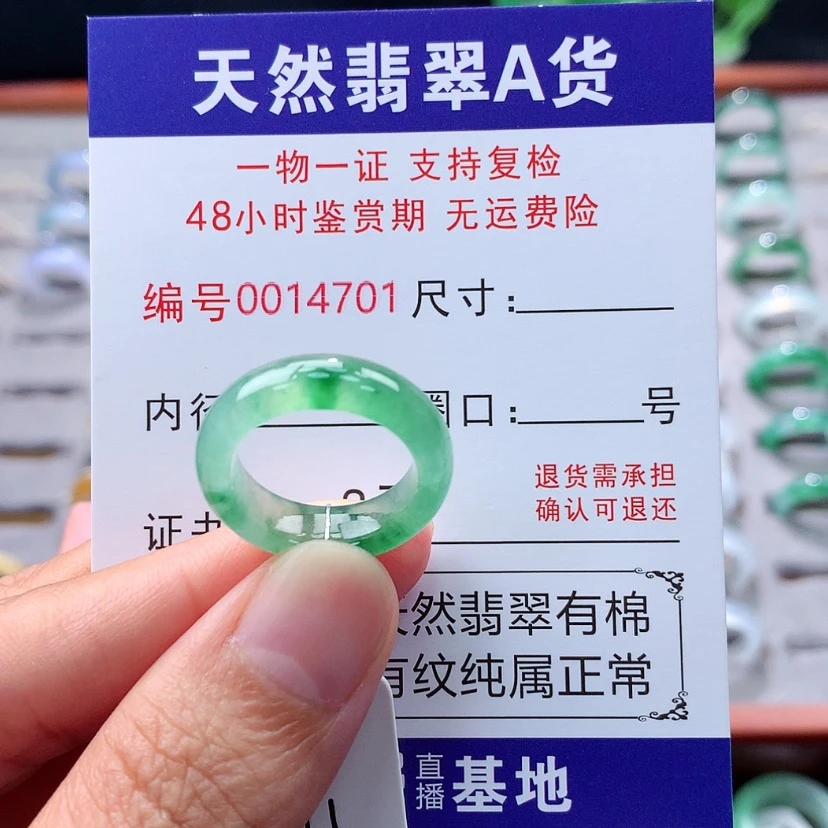 天然翡翠A货
一物一证 支持复检
48小时鉴赏期 无运费险
编号0014701 尺寸:
内径 圈口: 号
退货需承担
确认可退还
证
然翡翠有棉
有纹纯属正常
直播 基地